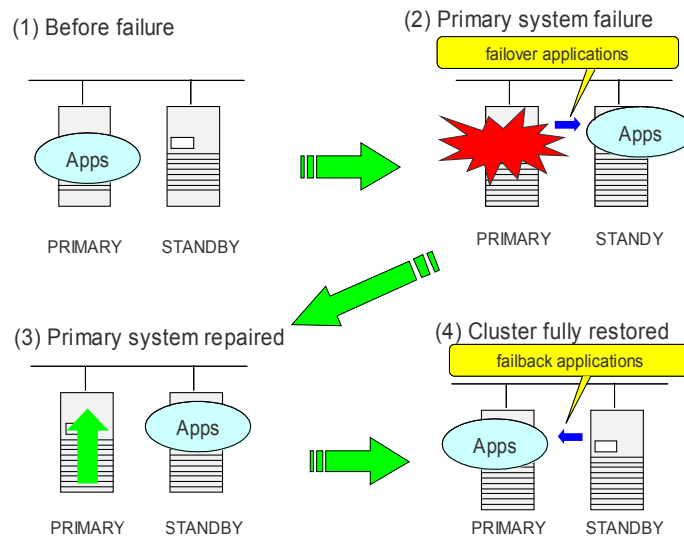 (1) Before failure
Apps
PRIMARY
STANDBY
(2) Primary system failure
failover applications
Apps
PRIMARY
STANDY
(3) Primary system repaired
Apps
PRIMARY
STANDBY
(4) Cluster fully restored
failback applications
Apps
PRIMARY
STANDBY